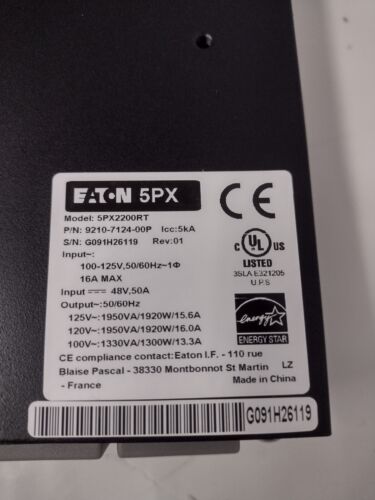 EATON 5PX
Model: 5PX2200RT
P/N: 9210-7124-00P Icc:5kA
S/N: G091H26119 Rev:01
Input~:
100-125V,50/60Hz~1Φ
16A MAX
Input ⎓ 48V,50A
Output~:50/60Hz
125V~:1950VA/1920W/15.6A
120V~:1950VA/1920W/16.0A
100V~:1330VA/1300W/13.3A
CE compliance contact:Eaton I.F. - 110 rue
Blaise Pascal - 38330 Montbonnot St Martin LZ
- France Made in China
CE
c UL us
LISTED
3SLA E321205
U.P.S
energy
ENERGY STAR
G091H26119